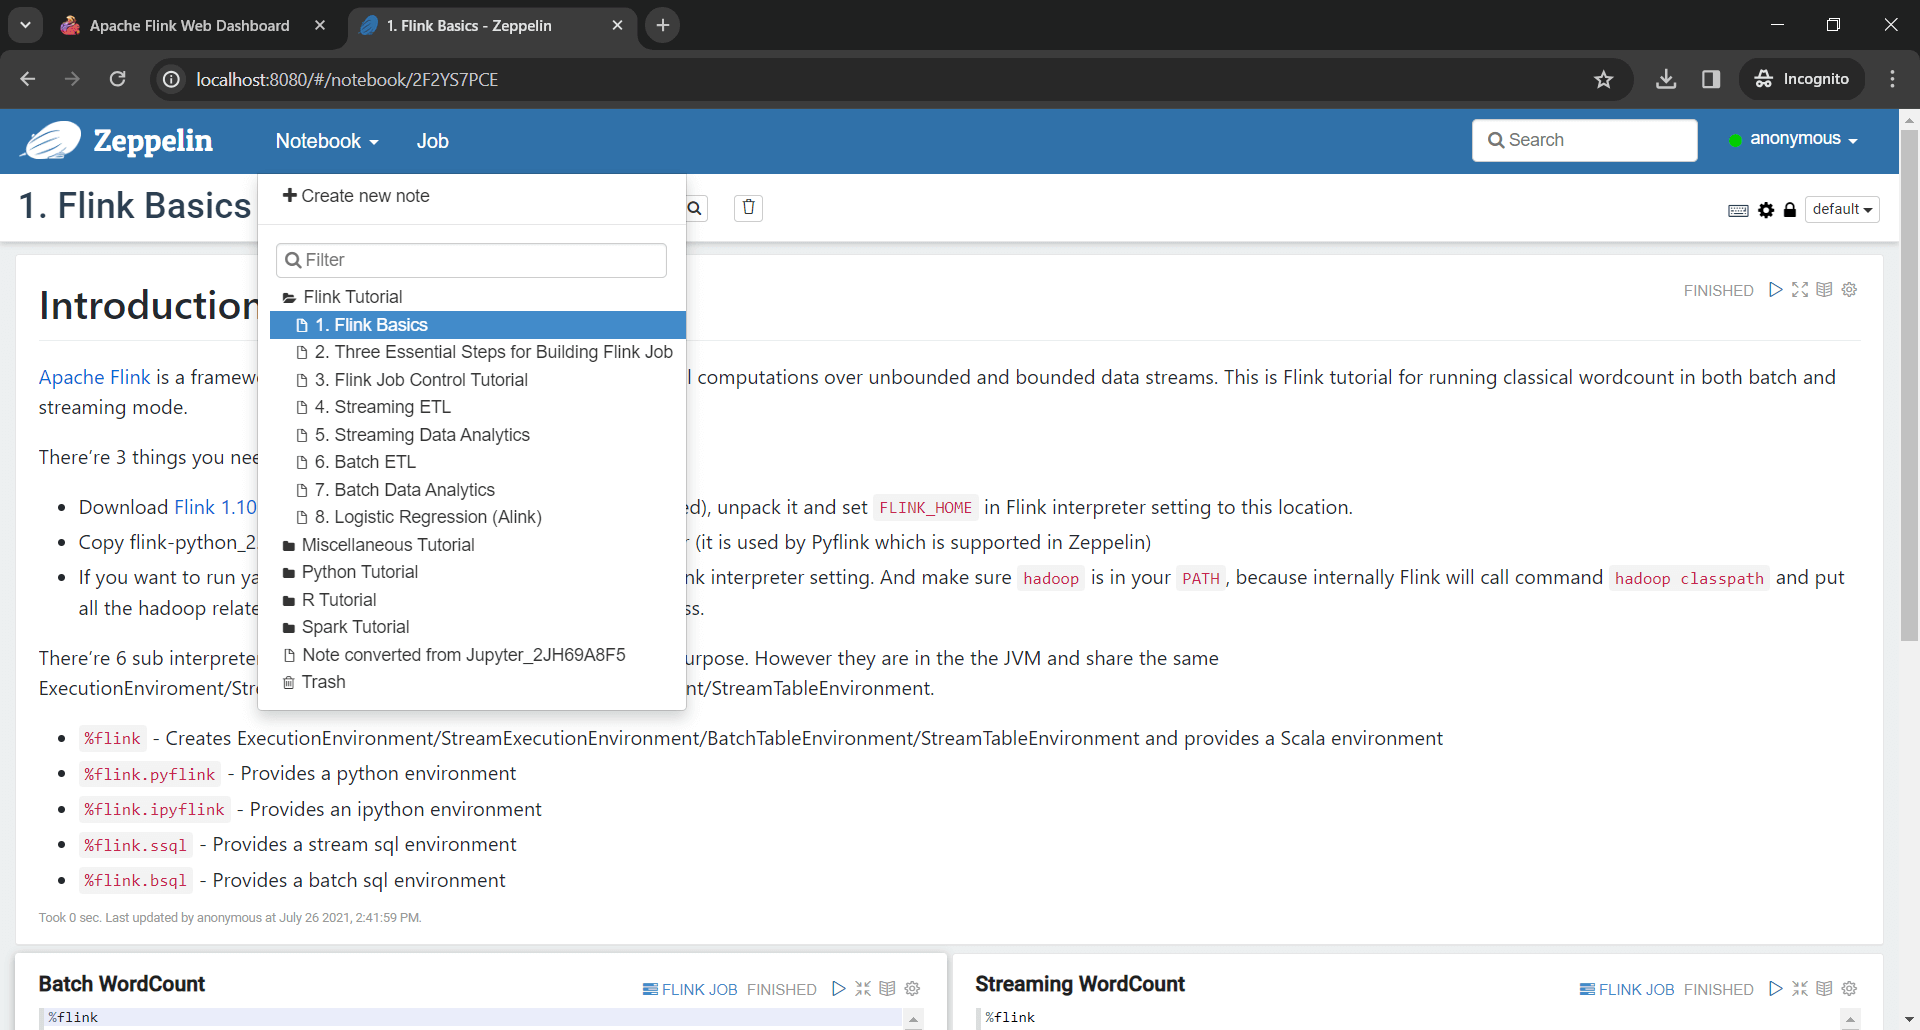 Apache Flink Web Dashboard
1. Flink Basics - Zeppelin
localhost:8080/#/notebook/2F2YS7PCE
Incognito
Zeppelin
Notebook
Job
Search
anonymous
1. Flink Basics
default
Create new note
Filter
Flink Tutorial
1. Flink Basics
2. Three Essential Steps for Building Flink Job
3. Flink Job Control Tutorial
4. Streaming ETL
5. Streaming Data Analytics
6. Batch ETL
7. Batch Data Analytics
8. Logistic Regression (Alink)
Miscellaneous Tutorial
Python Tutorial
R Tutorial
Spark Tutorial
Note converted from Jupyter_2JH69A8F5
Trash
Introduction
FINISHED
Apache Flink is a framew
l computations over unbounded and bounded data streams. This is Flink tutorial for running classical wordcount in both batch and
streaming mode.
There're 3 things you nee
Download Flink 1.10
ed), unpack it and set FLINK_HOME in Flink interpreter setting to this location.
Copy flink-python_2
r (it is used by Pyflink which is supported in Zeppelin)
If you want to run ya
nk interpreter setting. And make sure hadoop is in your PATH, because internally Flink will call command hadoop classpath and put
all the hadoop relate
ss.
There're 6 sub interprete
urpose. However they are in the the JVM and share the same
ExecutionEnviroment/Stre
nt/StreamTableEnvironment.
%flink - Creates ExecutionEnvironment/StreamExecutionEnvironment/BatchTableEnvironment/StreamTableEnvironment and provides a Scala environment
%flink.pyflink - Provides a python environment
%flink.ipyflink - Provides an ipython environment
%flink.ssql - Provides a stream sql environment
%flink.bsql - Provides a batch sql environment
Took 0 sec. Last updated by anonymous at July 26 2021, 2:41:59 PM.
Batch WordCount
FLINK JOB FINISHED
%flink
Streaming WordCount
FLINK JOB FINISHED
%flink